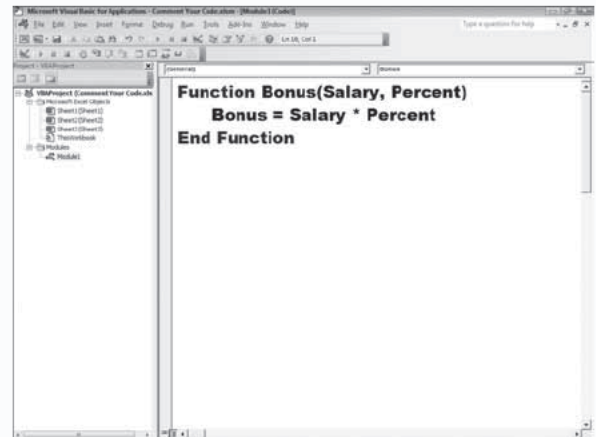 Microsoft Visual Basic for Applications - Comment Your Code.xlsm - [Module1 (Code)]
File Edit View Insert Format Debug Run Tools Add-Ins Window Help
Type a question for help
Ln 18, Col 1
Project - VBAProject
(General)
Bonus
VBAProject (Comment Your Code.xls
Microsoft Excel Objects
Sheet1 (Sheet1)
Sheet2 (Sheet2)
Sheet3 (Sheet3)
ThisWorkbook
Modules
Module1
Function Bonus(Salary, Percent)
Bonus = Salary * Percent
End Function